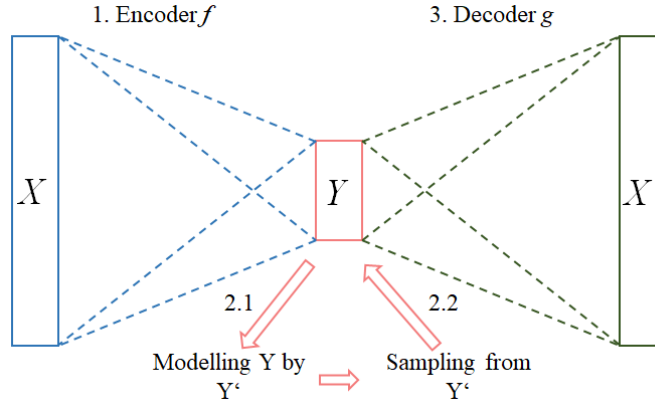 1. Encoder f
3. Decoder g
X
Y
X
2.1
2.2
Modelling Y by
Y‘
Sampling from
Y‘